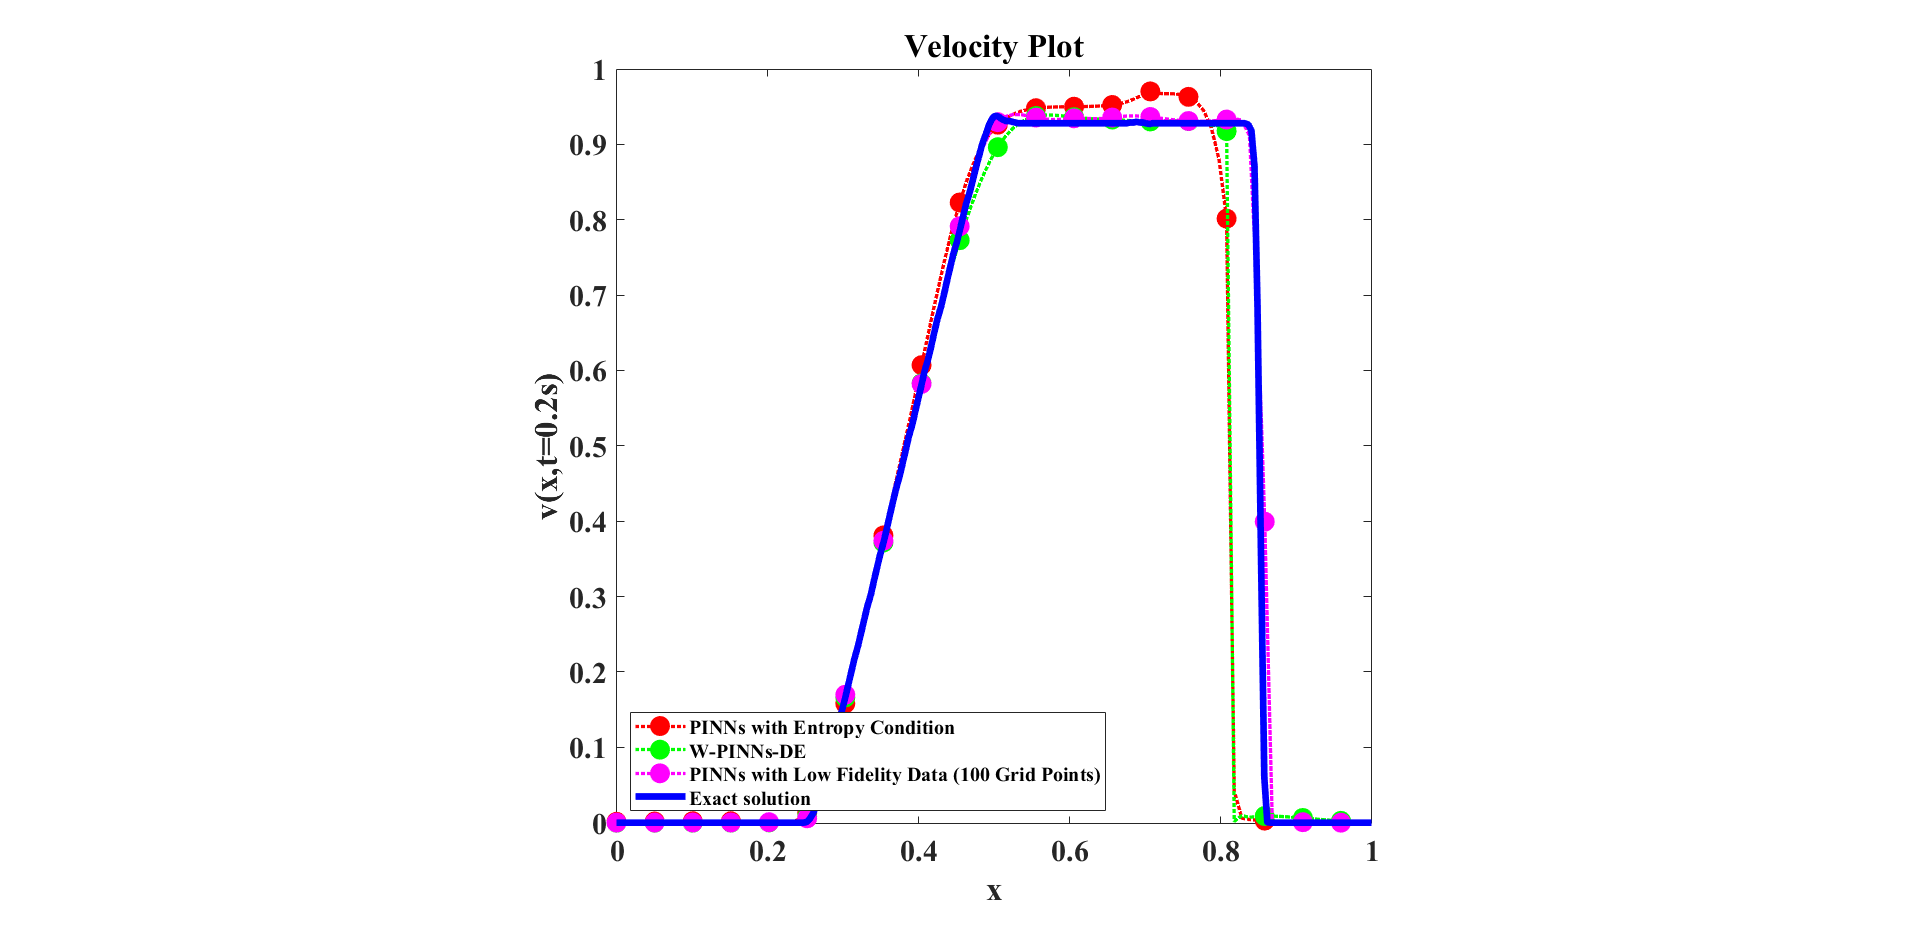 Velocity Plot
1
0.9
0.8
0.7
0.6
0.5
0.4
0.3
0.2
0.1
0
v(x,t=0.2s)
PINNs with Entropy Condition
W-PINNs-DE
PINNs with Low Fidelity Data (100 Grid Points)
Exact solution
0 0.2 0.4 0.6 0.8 1
x